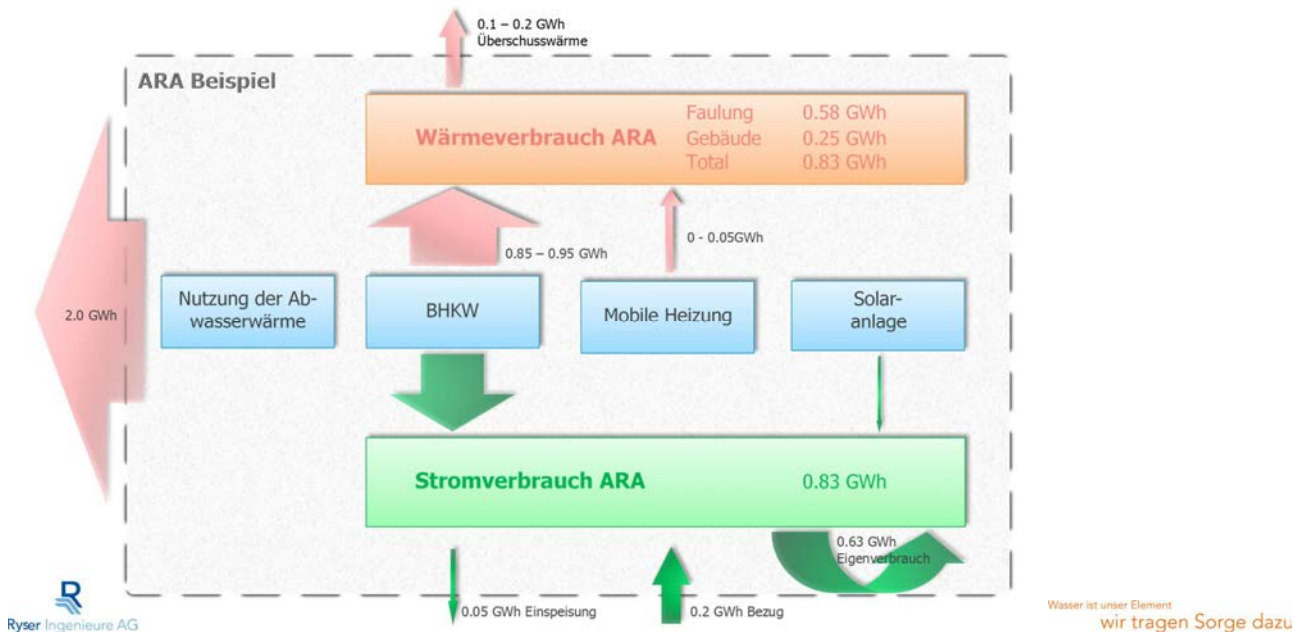 0.1 – 0.2 GWh
Überschusswärme
ARA Beispiel
Wärmeverbrauch ARA
Faulung 0.58 GWh
Gebäude 0.25 GWh
Total 0.83 GWh
0.85 – 0.95 GWh
0 - 0.05GWh
2.0 GWh
Nutzung der Ab-
wasserwärme
BHKW
Mobile Heizung
Solar-
anlage
Stromverbrauch ARA 0.83 GWh
0.63 GWh
Eigenverbrauch
0.05 GWh Einspeisung
0.2 GWh Bezug
R
Ryser Ingenieure AG
Wasser ist unser Element
wir tragen Sorge dazu